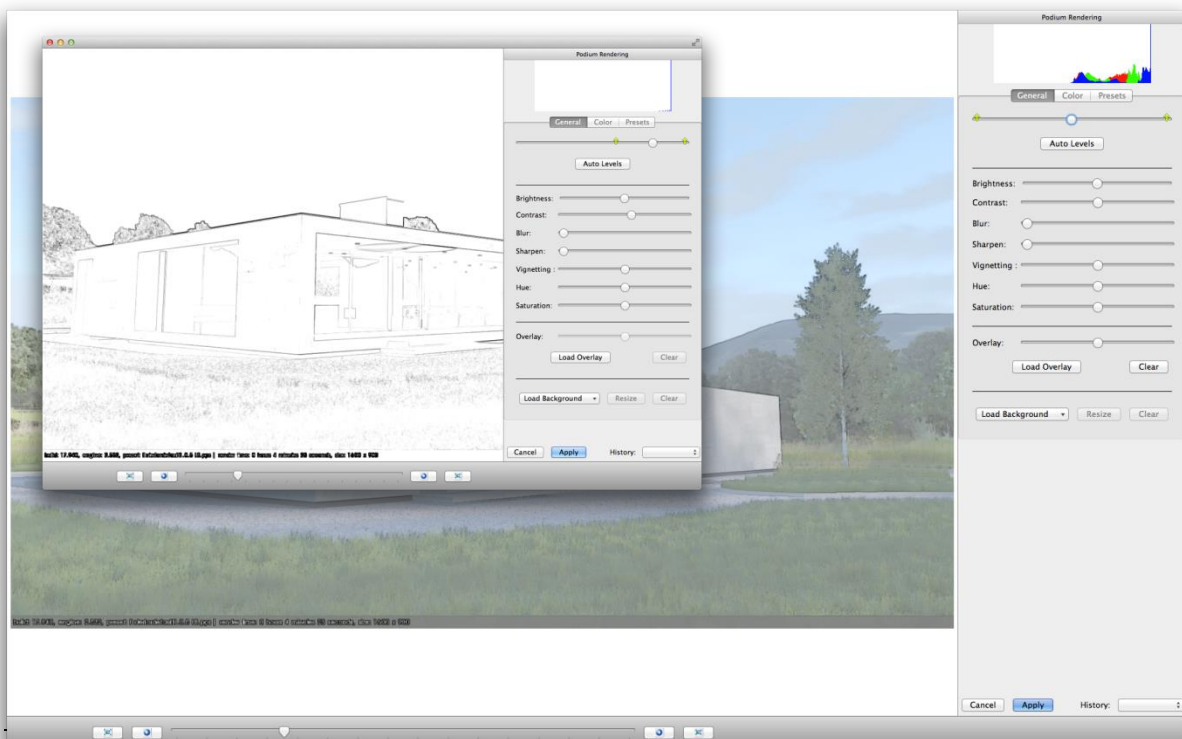 Podium Rendering
General Color Presets
Auto Levels
Brightness:
Contrast:
Blur:
Sharpen:
Vignetting :
Hue:
Saturation:
Overlay:
Load Overlay Clear
Load Background Resize Clear
Cancel Apply History:
Podium Rendering
General Color Presets
Auto Levels
Brightness:
Contrast:
Blur:
Sharpen:
Vignetting :
Hue:
Saturation:
Overlay:
Load Overlay Clear
Load Background Resize Clear
Cancel Apply History: